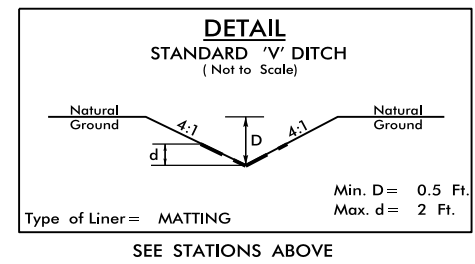 DETAIL
STANDARD 'V' DITCH
( Not to Scale)
Natural
Ground
4:1
D
d
4:1
Natural
Ground
Min. D = 0.5 Ft.
Max. d = 2 Ft.
Type of Liner = MATTING
SEE STATIONS ABOVE